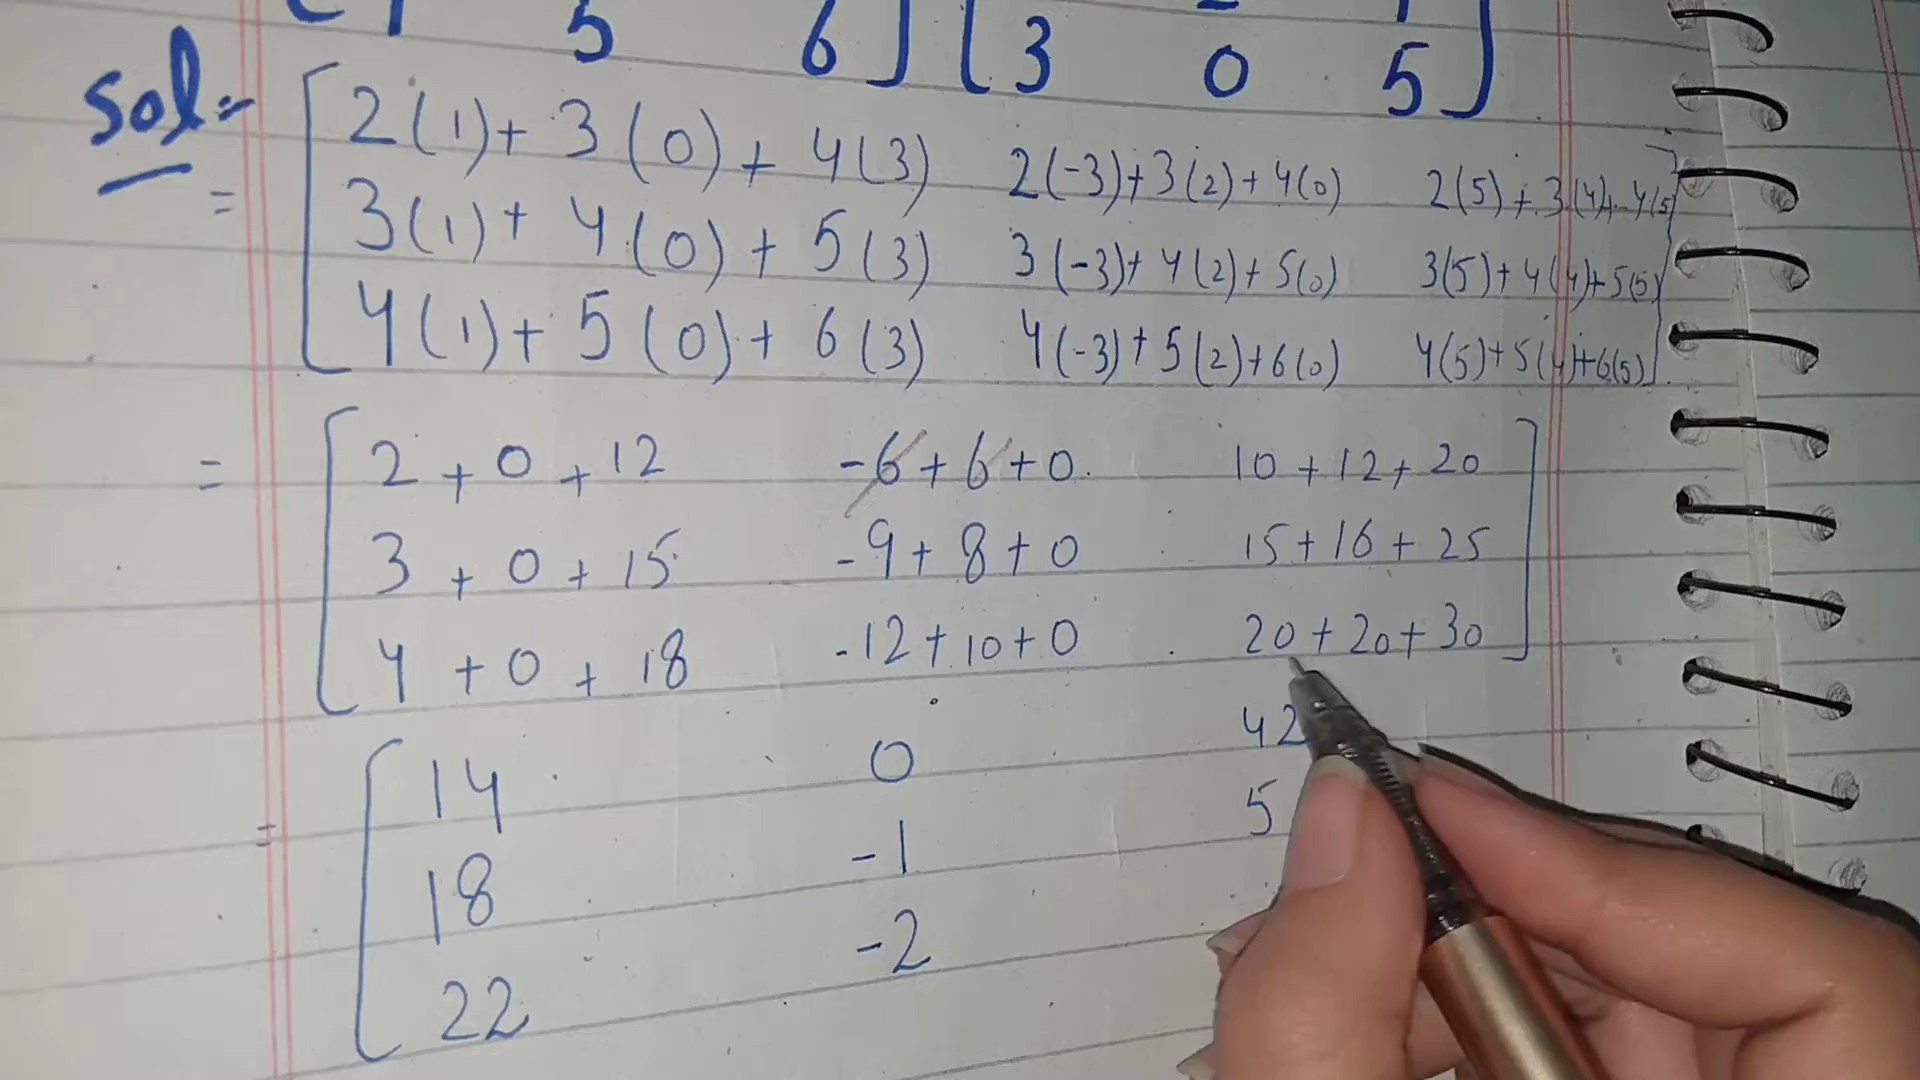 5 6 ] [ 3 0 5 ]
Sol:-
= [ 2(1)+3(0)+4(3) 2(-3)+3(2)+4(0) 2(5)+3(4)+4(5)
3(1)+4(0)+5(3) 3(-3)+4(2)+5(0) 3(5)+4(4)+5(5)
4(1)+5(0)+6(3) 4(-3)+5(2)+6(0) 4(5)+5(4)+6(5) ]
= [ 2+0+12 -6+6+0 10+12+20
3+0+15 -9+8+0 15+16+25
4+0+18 -12+10+0 20+20+30 ]
= [ 14 0 42
18 -1 5
22 -2